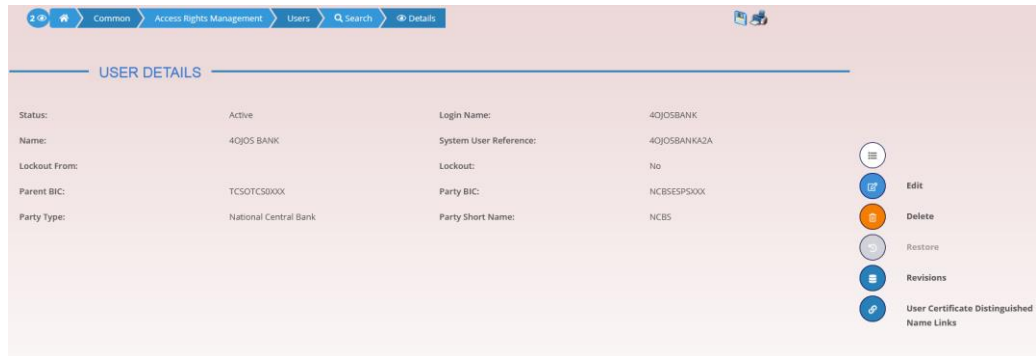 2 Common Access Rights Management Users Search Details
USER DETAILS
Status: Active Login Name: 4OJOSBANK
Name: 4OJOS BANK System User Reference: 4OJOSBANKA2A
Lockout From: Lockout: No
Parent BIC: TCSOTCS0XXX Party BIC: NCBSESPSXXX
Party Type: National Central Bank Party Short Name: NCBS
Edit
Delete
Restore
Revisions
User Certificate Distinguished
Name Links